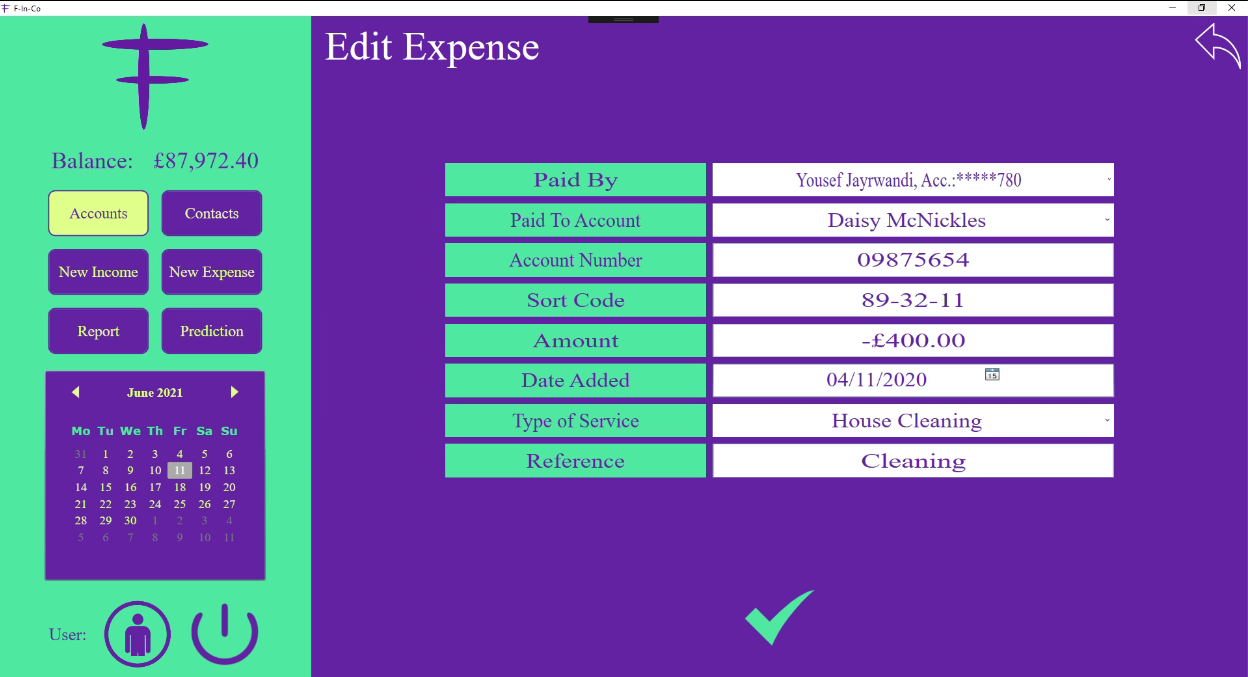 F-In-Co
Edit Expense
Balance: £87,972.40
Accounts Contacts
New Income New Expense
Report Prediction
June 2021
Mo Tu We Th Fr Sa Su
31 1 2 3 4 5 6
7 8 9 10 11 12 13
14 15 16 17 18 19 20
21 22 23 24 25 26 27
28 29 30 1 2 3 4
5 6 7 8 9 10 11
User:
Paid By Yousef Jayrwandi, Acc.:*****780
Paid To Account Daisy McNickles
Account Number 09875654
Sort Code 89-32-11
Amount -£400.00
Date Added 04/11/2020 15
Type of Service House Cleaning
Reference Cleaning